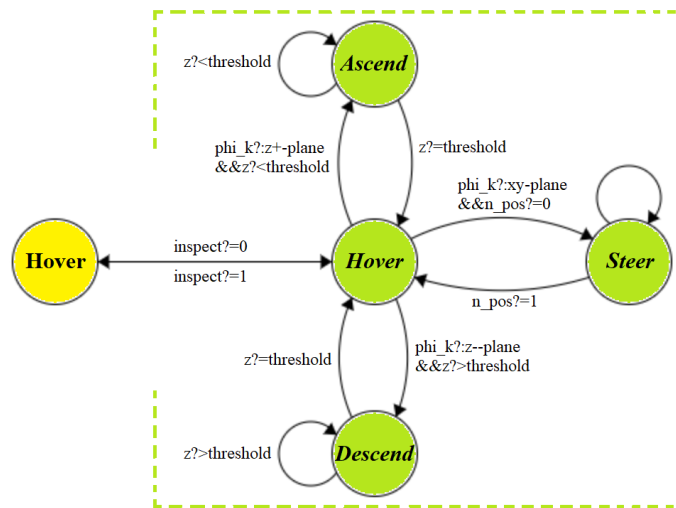 Ascend
z?<threshold
phi_k?:z+-plane
&&z?<threshold
z?=threshold
phi_k?:xy-plane
&&n_pos?=0
Hover
inspect?=0
inspect?=1
Hover
Steer
n_pos?=1
z?=threshold
phi_k?:z--plane
&&z?>threshold
z?>threshold
Descend